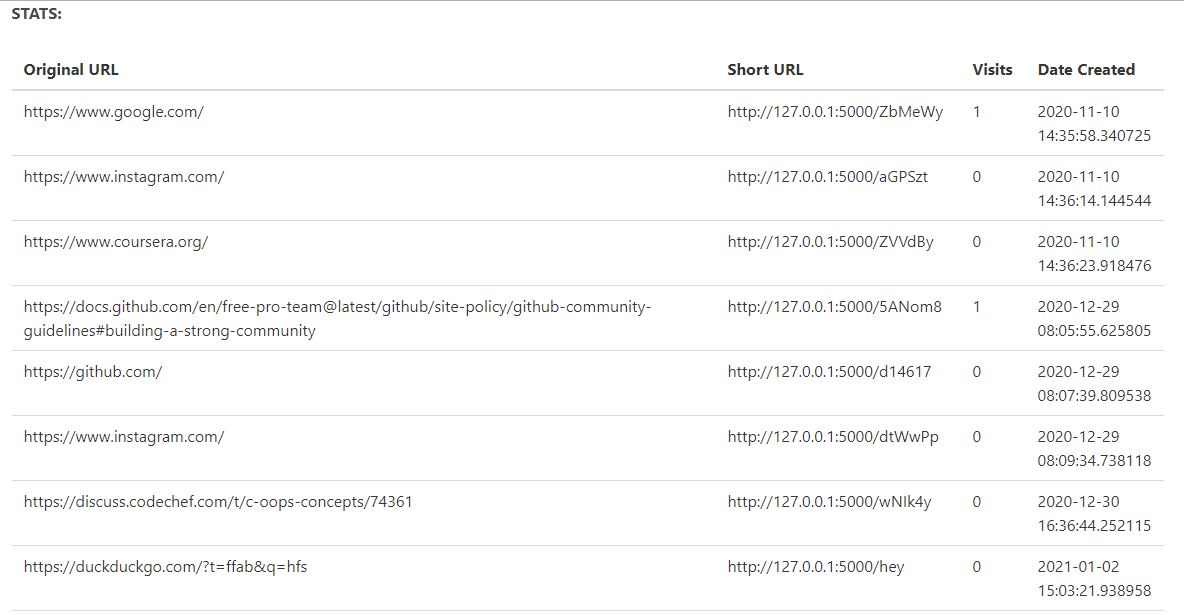 STATS:
Original URL Short URL Visits Date Created
https://www.google.com/ http://127.0.0.1:5000/ZbMeWy 1 2020-11-10
14:35:58.340725
https://www.instagram.com/ http://127.0.0.1:5000/aGPSzt 0 2020-11-10
14:36:14.144544
https://www.coursera.org/ http://127.0.0.1:5000/ZVVdBy 0 2020-11-10
14:36:23.918476
https://docs.github.com/en/free-pro-team@latest/github/site-policy/github-community- http://127.0.0.1:5000/5ANom8 1 2020-12-29
guidelines#building-a-strong-community 08:05:55.625805
https://github.com/ http://127.0.0.1:5000/d14617 0 2020-12-29
08:07:39.809538
https://www.instagram.com/ http://127.0.0.1:5000/dtWwPp 0 2020-12-29
08:09:34.738118
https://discuss.codechef.com/t/c-oops-concepts/74361 http://127.0.0.1:5000/wNIk4y 0 2020-12-30
16:36:44.252115
https://duckduckgo.com/?t=ffab&q=hfs http://127.0.0.1:5000/hey 0 2021-01-02
15:03:21.938958